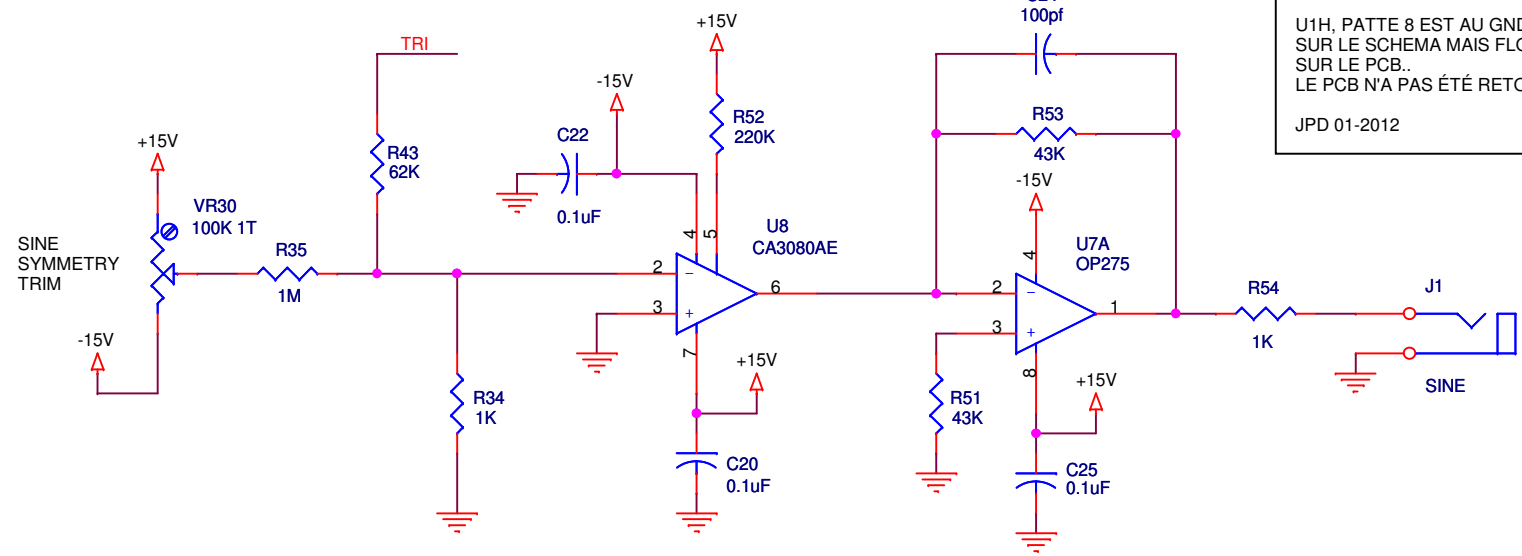 100pf
U1H, PATTE 8 EST AU GND
SUR LE SCHEMA MAIS
SUR LE PCB..
LE PCB N'A PAS ÉTÉ
JPD 01-2012
TRI
+15V
-15V
+15V
C22
0.1uF
R52
220K
R43
62K
R53
43K
-15V
VR30
100K 1T
SINE
SYMMETRY
TRIM
-15V
R35
1M
4
5
U8
CA3080AE
2
−
3
+
6
7
+15V
R34
1K
C20
0.1uF
4
U7A
OP275
2
−
3
+
1
8
R51
43K
+15V
C25
0.1uF
R54
1K
J1
SINE